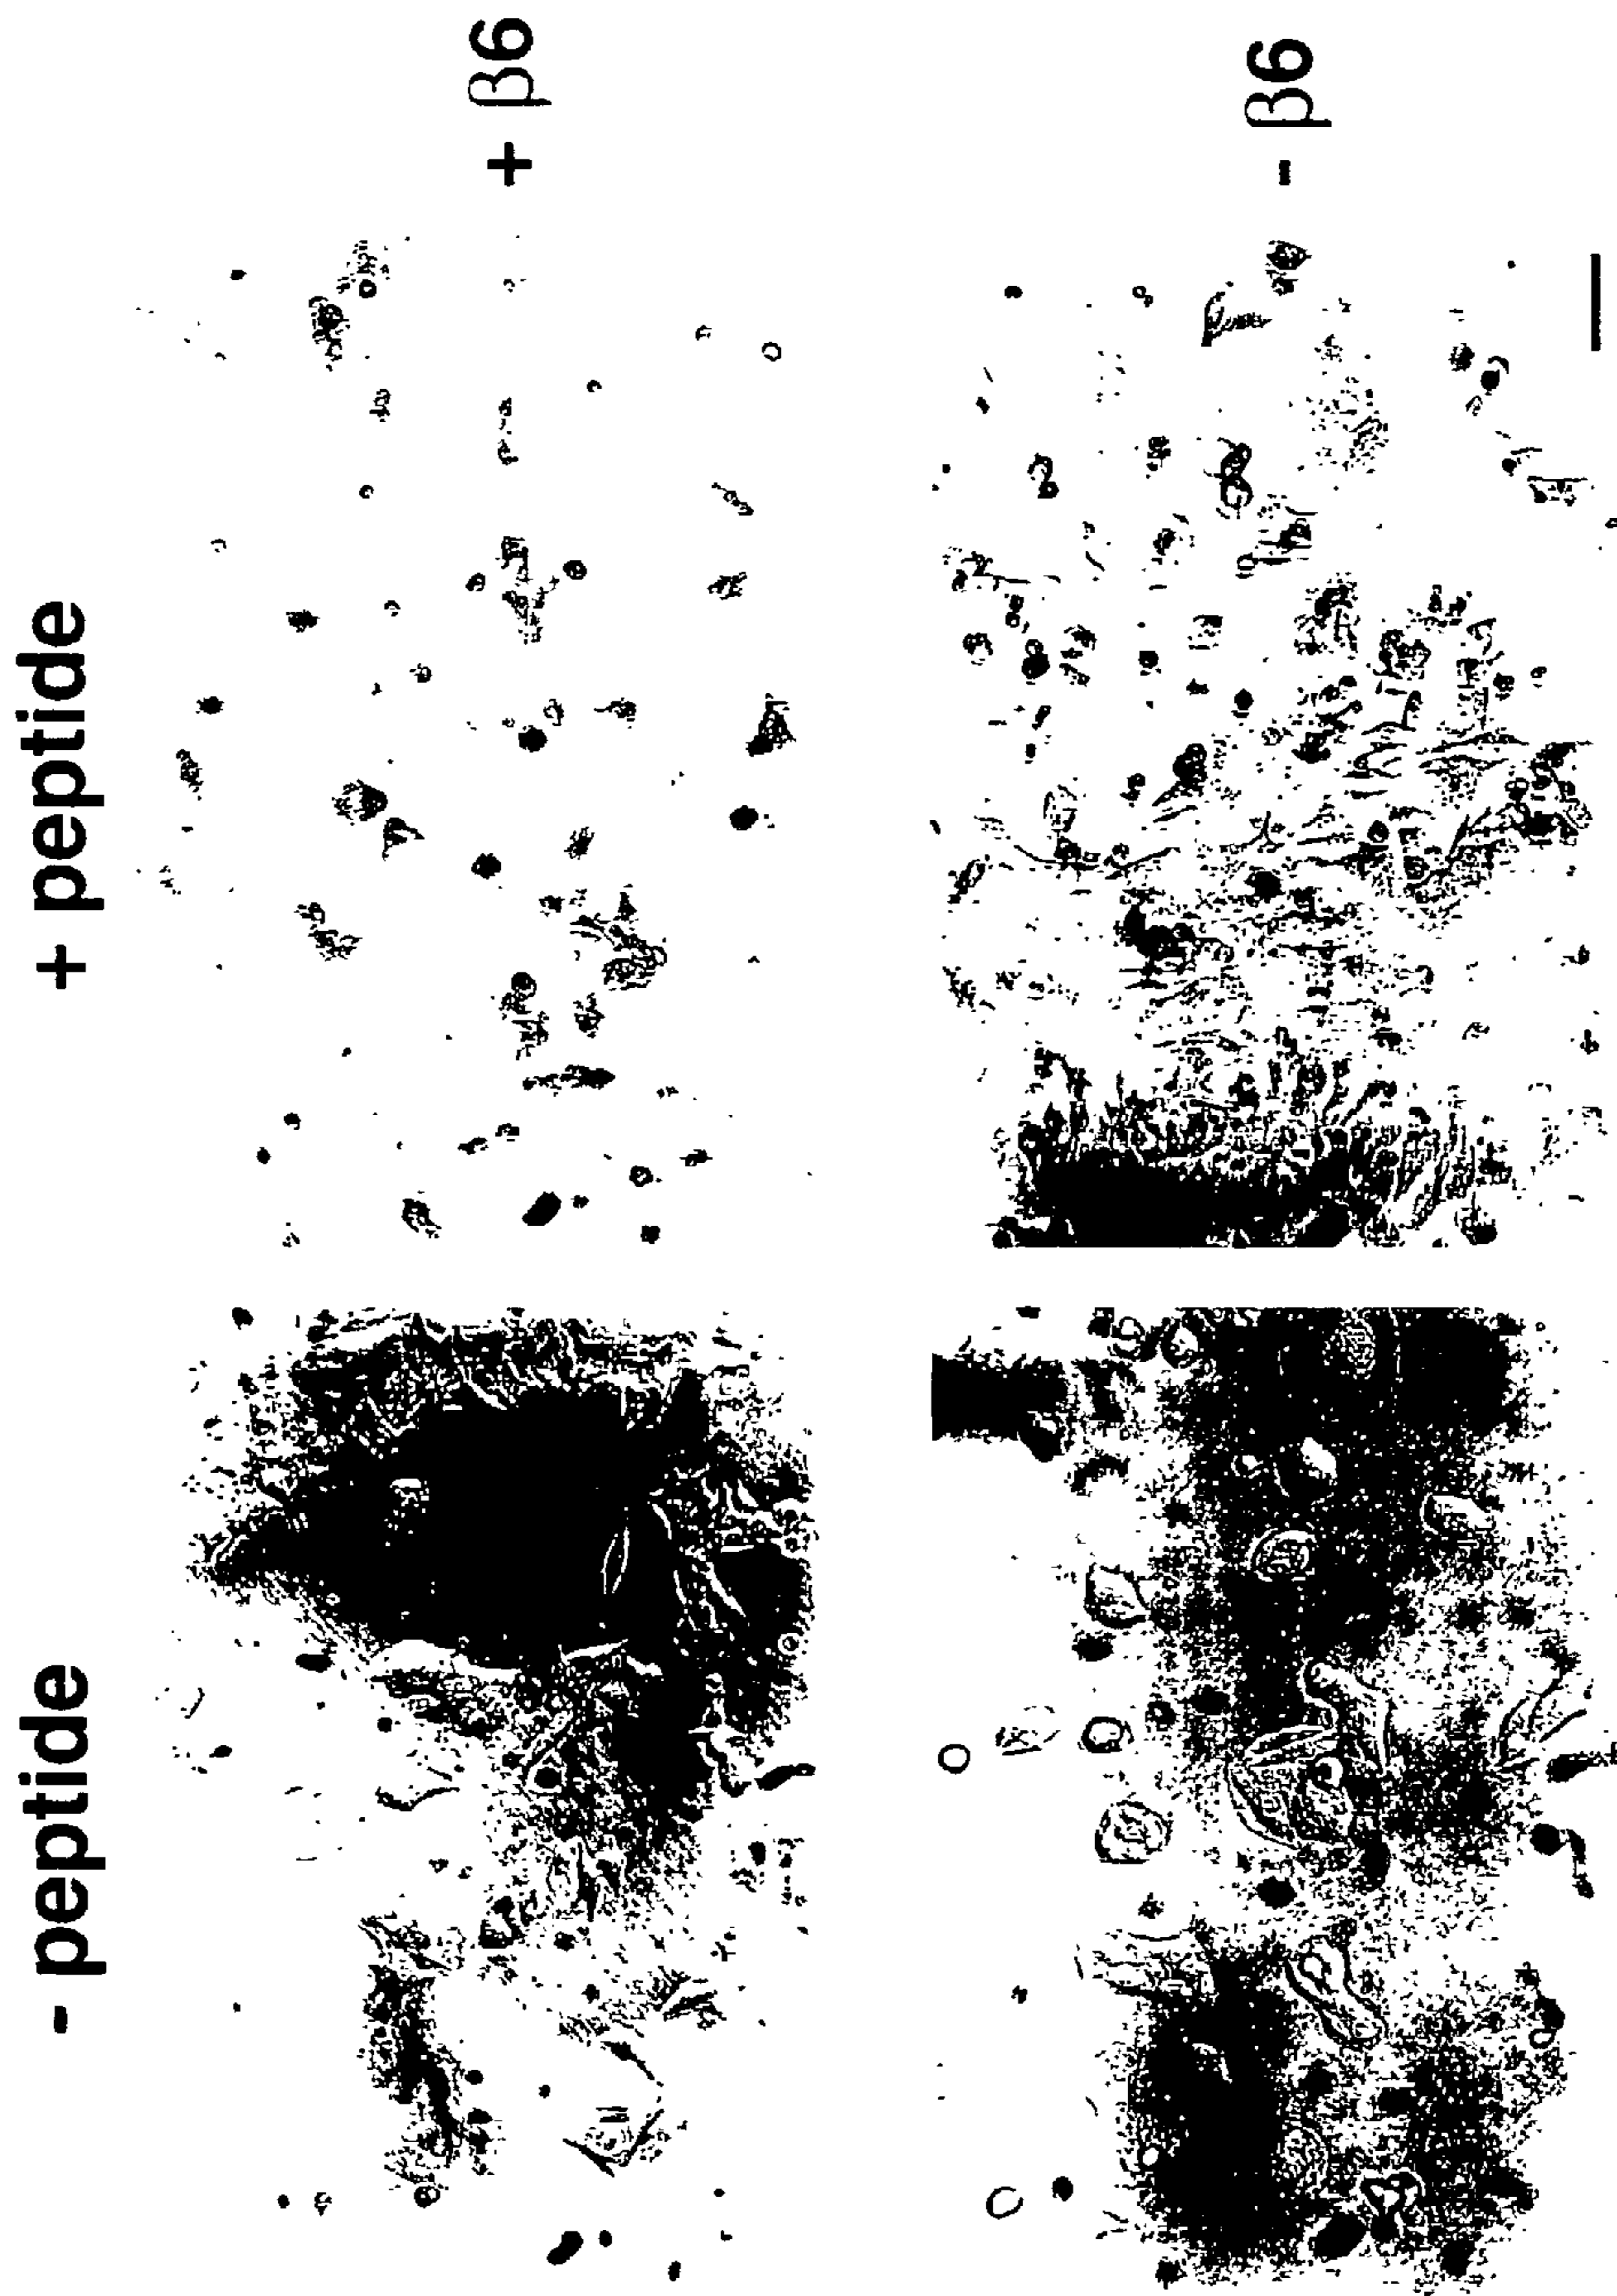 - peptide
+ peptide
+ β6
- β6